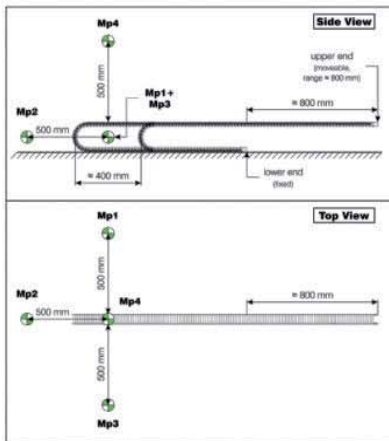 Mp4
Side View
upper end
(moveable,
range ≈ 800 mm)
500 mm
Mp1+
Mp3
≈ 800 mm
Mp2
500 mm
≈ 400 mm
lower end
(fixed)
Mp1
Top View
500 mm
Mp2
Mp4
≈ 800 mm
500 mm
500 mm
Mp3